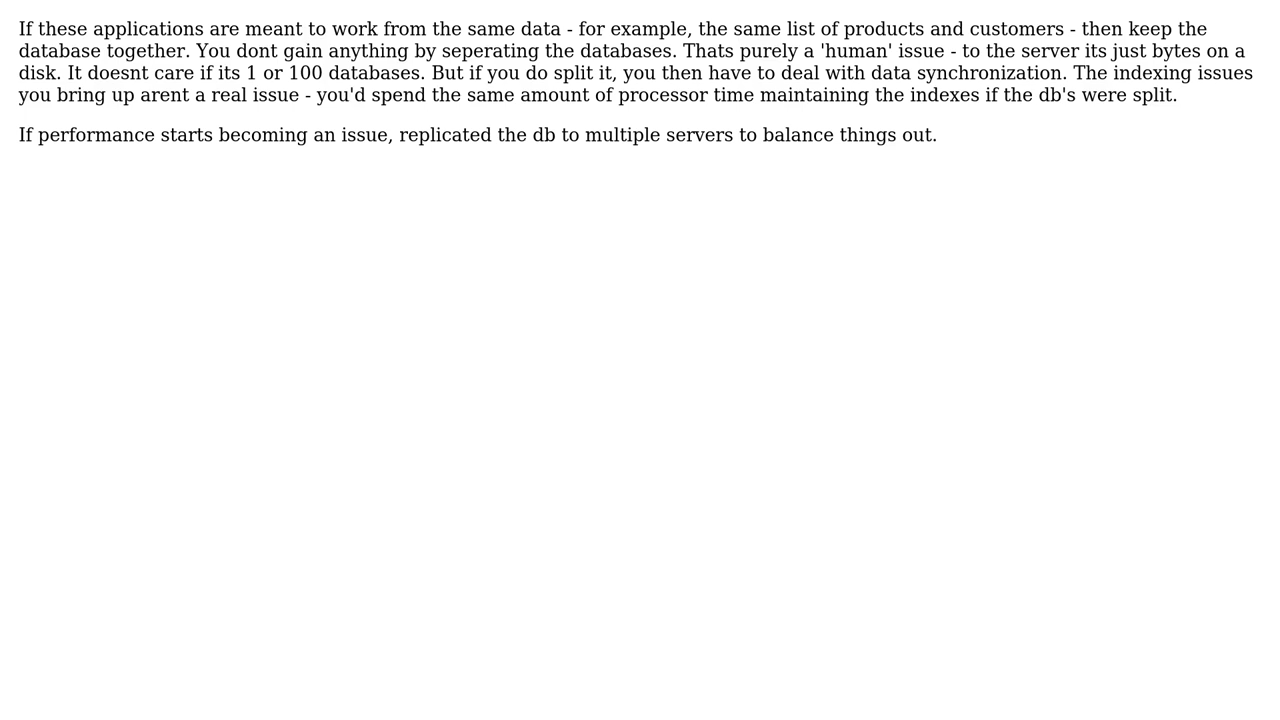 If these applications are meant to work from the same data - for example, the same list of products and customers - then keep the
database together. You dont gain anything by seperating the databases. Thats purely a 'human' issue - to the server its just bytes on a
disk. It doesnt care if its 1 or 100 databases. But if you do split it, you then have to deal with data synchronization. The indexing issues
you bring up arent a real issue - you'd spend the same amount of processor time maintaining the indexes if the db's were split.
If performance starts becoming an issue, replicated the db to multiple servers to balance things out.